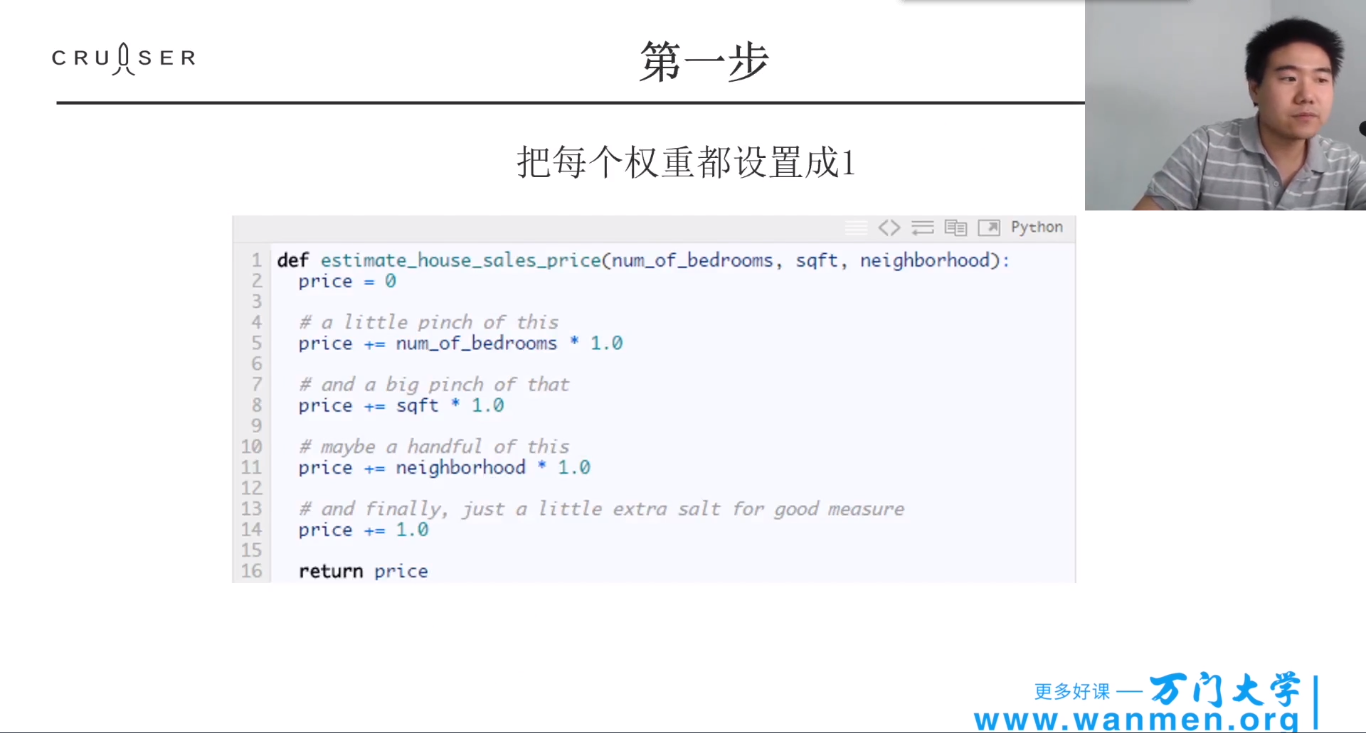 CRUISER
第一步
把每个权重都设置成1
Python
1 def estimate_house_sales_price(num_of_bedrooms, sqft, neighborhood):
2 price = 0
3
4 # a little pinch of this
5 price += num_of_bedrooms * 1.0
6
7 # and a big pinch of that
8 price += sqft * 1.0
9
10 # maybe a handful of this
11 price += neighborhood * 1.0
12
13 # and finally, just a little extra salt for good measure
14 price += 1.0
15
16 return price
更多好课 — 万门大学
www.wanmen.org